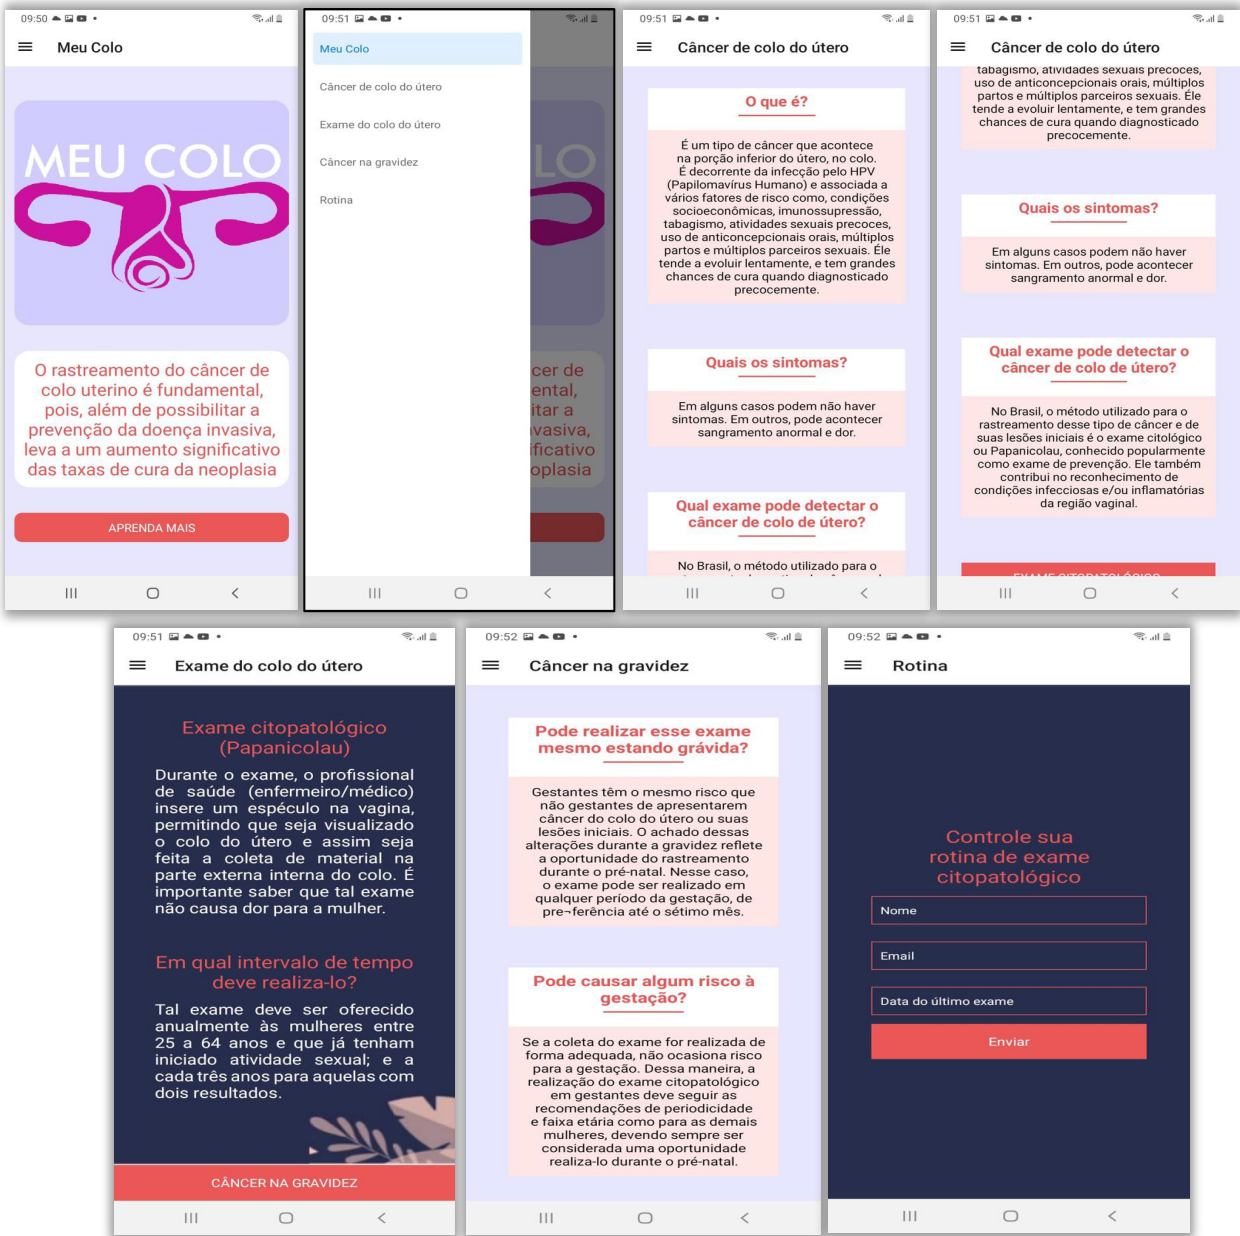 09:50
Meu Colo
MEU COLO
O rastreamento do câncer de
colo uterino é fundamental,
pois, além de possibilitar a
prevenção da doença invasiva,
leva a um aumento significativo
das taxas de cura da neoplasia
APRENDA MAIS
09:51
Meu Colo
Câncer de colo do útero
Exame do colo do útero
Câncer na gravidez
Rotina
LO
cer de
ental,
itar a
ivasiva,
ificativo
oplasia
09:51
Câncer de colo do útero
O que é?
É um tipo de câncer que acontece
na porção inferior do útero, no colo.
É decorrente da infecção pelo HPV
(Papilomavírus Humano) e associada a
vários fatores de risco como, condições
socioeconômicas, imunossupressão,
tabagismo, atividades sexuais precoces,
uso de anticoncepcionais orais, múltiplos
partos e múltiplos parceiros sexuais. Éle
tende a evoluir lentamente, e tem grandes
chances de cura quando diagnosticado
precocemente.
Quais os sintomas?
Em alguns casos podem não haver
sintomas. Em outros, pode acontecer
sangramento anormal e dor.
Qual exame pode detectar o
câncer de colo de útero?
No Brasil, o método utilizado para o
09:51
Câncer de colo do útero
tabagismo, atividades sexuais precoces,
uso de anticoncepcionais orais, múltiplos
partos e múltiplos parceiros sexuais. Éle
tende a evoluir lentamente, e tem grandes
chances de cura quando diagnosticado
precocemente.
Quais os sintomas?
Em alguns casos podem não haver
sintomas. Em outros, pode acontecer
sangramento anormal e dor.
Qual exame pode detectar o
câncer de colo de útero?
No Brasil, o método utilizado para o
rastreamento desse tipo de câncer e de
suas lesões iniciais é o exame citológico
ou Papanicolau, conhecido popularmente
como exame de prevenção. Ele também
contribui no reconhecimento de
condições infecciosas e/ou inflamatórias
da região vaginal.
EXAME CITOPATOLÓGICO
09:51
Exame do colo do útero
Exame citopatológico
(Papanicolau)
Durante o exame, o profissional
de saúde (enfermeiro/médico)
insere um espéculo na vagina,
permitindo que seja visualizado
o colo do útero e assim seja
feita a coleta de material na
parte externa interna do colo. É
importante saber que tal exame
não causa dor para a mulher.
Em qual intervalo de tempo
deve realiza-lo?
Tal exame deve ser oferecido
anualmente às mulheres entre
25 a 64 anos e que já tenham
iniciado atividade sexual; e a
cada três anos para aquelas com
dois resultados.
CÂNCER NA GRAVIDEZ
09:52
Câncer na gravidez
Pode realizar esse exame
mesmo estando grávida?
Gestantes têm o mesmo risco que
não gestantes de apresentarem
câncer do colo do útero ou suas
lesões iniciais. O achado dessas
alterações durante a gravidez reflete
a oportunidade do rastreamento
durante o pré-natal. Nesse caso,
o exame pode ser realizado em
qualquer período da gestação, de
pre¬ferência até o sétimo mês.
Pode causar algum risco à
gestação?
Se a coleta do exame for realizada de
forma adequada, não ocasiona risco
para a gestação. Dessa maneira, a
realização do exame citopatológico
em gestantes deve seguir as
recomendações de periodicidade
e faixa etária como para as demais
mulheres, devendo sempre ser
considerada uma oportunidade
realiza-lo durante o pré-natal.
09:52
Rotina
Controle sua
rotina de exame
citopatológico
Nome
Email
Data do último exame
Enviar